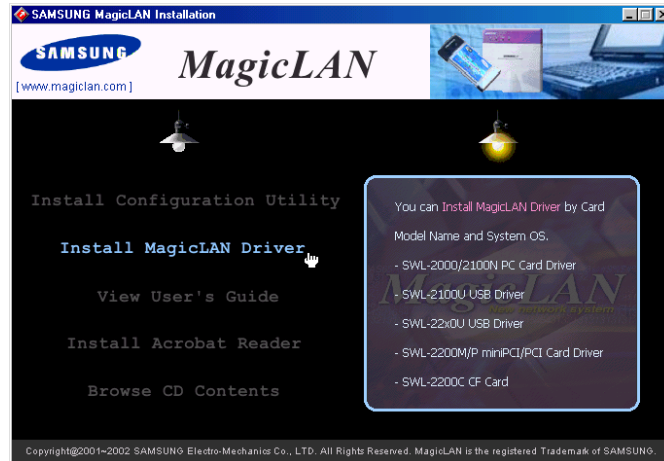 SAMSUNG MagicLAN Installation
SAMSUNG
MagicLAN
[www.magiclan.com]
Install Configuration Utility
Install MagicLAN Driver
View User's Guide
Install Acrobat Reader
Browse CD Contents
You can Install MagicLAN Driver by Card
Model Name and System OS.
- SWL-2000/2100N PC Card Driver
- SWL-2100U USB Driver
- SWL-22x0U USB Driver
- SWL-2200M/P miniPCI/PCI Card Driver
- SWL-2200C CF Card
MagicLAN
New network system
Copyright@2001~2002 SAMSUNG Electro-Mechanics Co., LTD. All Rights Reserved. MagicLAN is the registered Trademark of SAMSUNG.